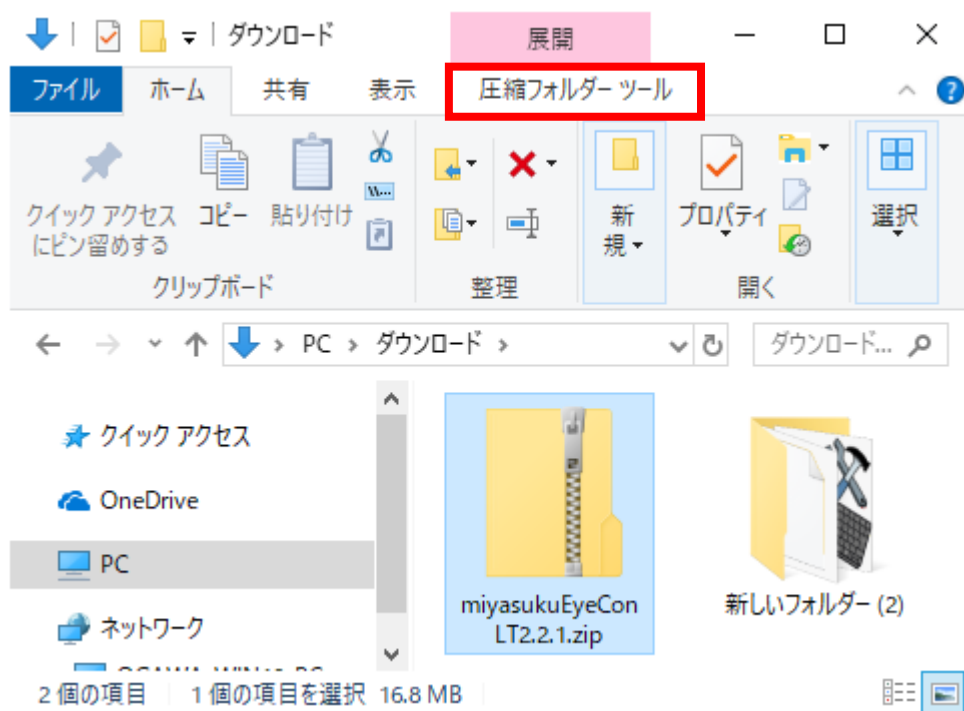 ダウンロード
展開
ファイル ホーム 共有 表示 圧縮フォルダー ツール
クイック アクセス
にピン留めする
コピー
貼り付け
新
規
プロパティ
選択
クリップボード
整理
開く
PC ダウンロード
ダウンロード...
クイック アクセス
OneDrive
PC
ネットワーク
miyasukuEyeCon
LT2.2.1.zip
新しいフォルダー (2)
2 個の項目 1 個の項目を選択 16.8 MB